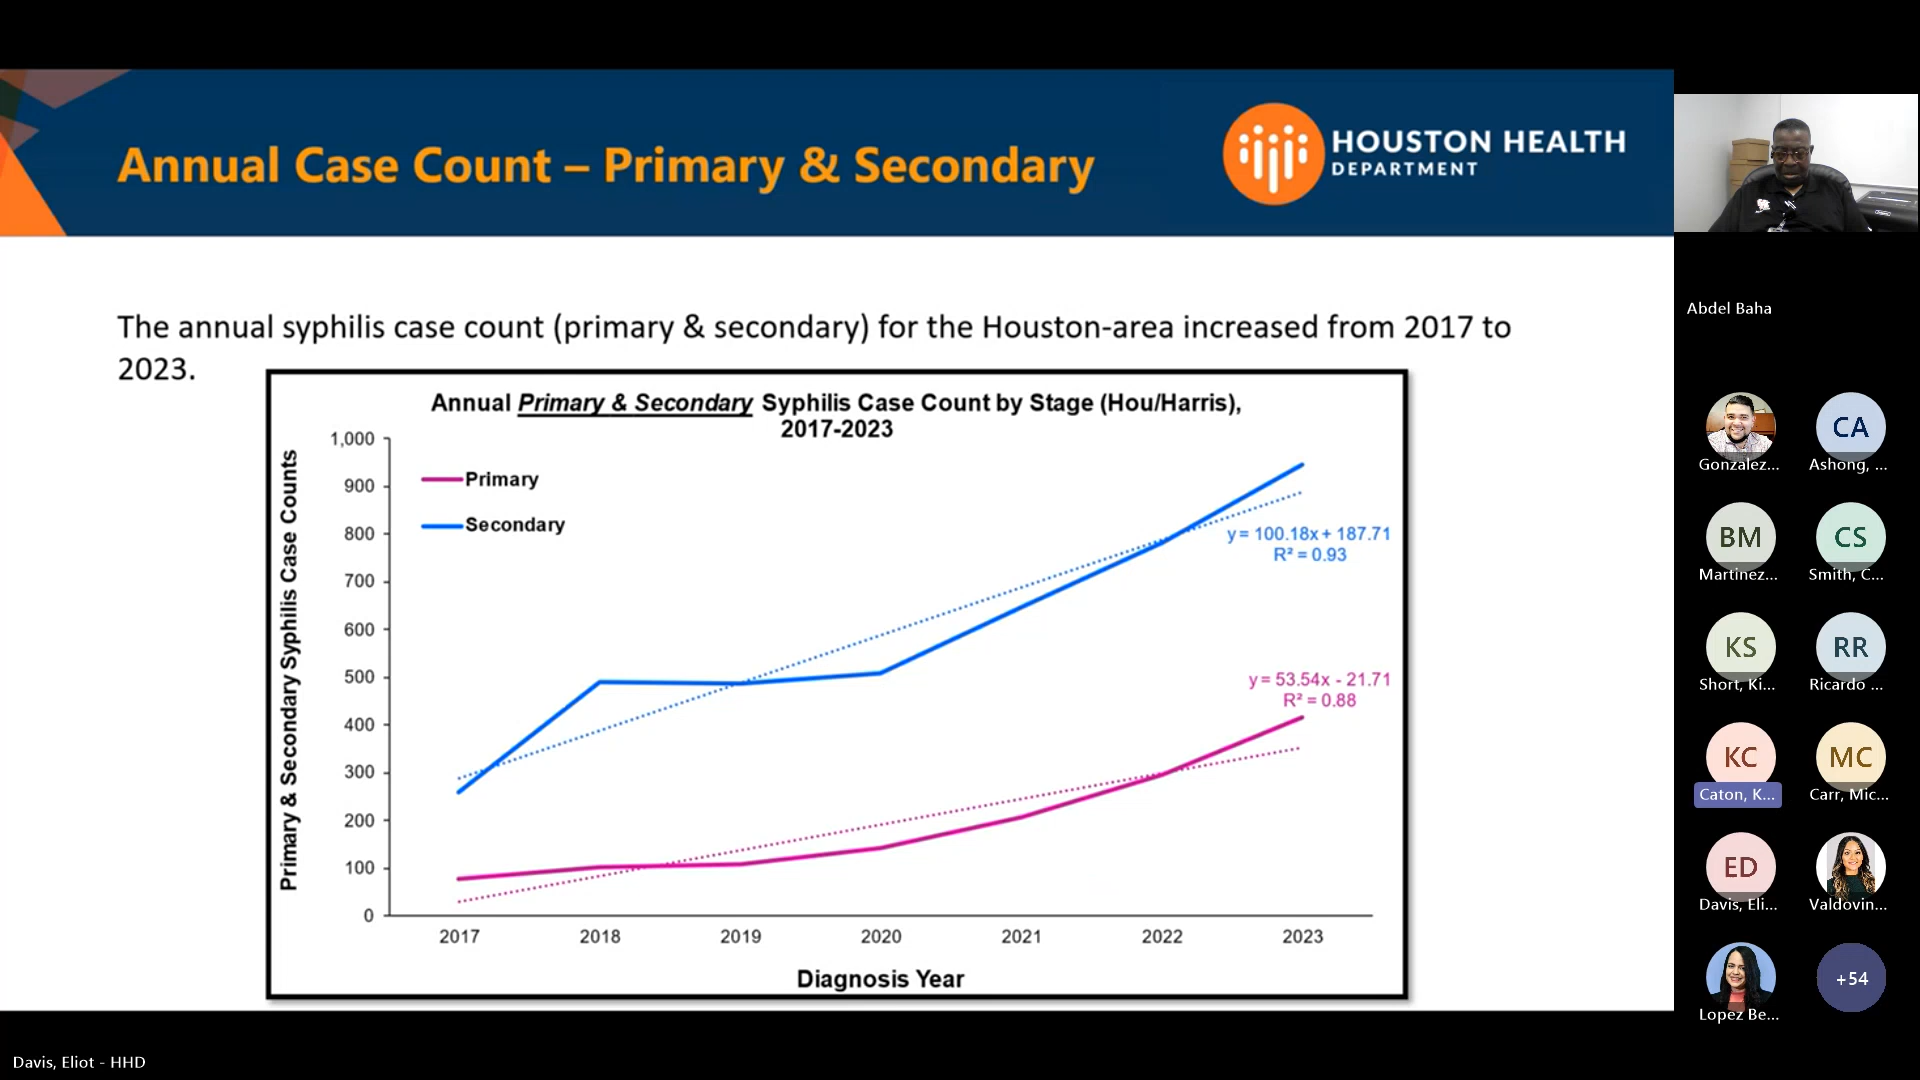 Annual Case Count – Primary & Secondary
HOUSTON HEALTH
DEPARTMENT
The annual syphilis case count (primary & secondary) for the Houston-area increased from 2017 to
2023.
Annual Primary & Secondary Syphilis Case Count by Stage (Hou/Harris),
2017-2023
Primary & Secondary Syphilis Case Counts
1,000
900
800
700
600
500
400
300
200
100
0
Primary
Secondary
y = 100.18x + 187.71
R² = 0.93
y = 53.54x - 21.71
R² = 0.88
2017 2018 2019 2020 2021 2022 2023
Diagnosis Year
Abdel Baha
Gonzalez...
CA
Ashong, ...
BM
Martinez...
CS
Smith, C...
KS
Short, Ki...
RR
Ricardo ...
KC
Caton, K...
MC
Carr, Mic...
ED
Davis, Eli...
Valdovin...
Lopez Be...
+54
Davis, Eliot - HHD